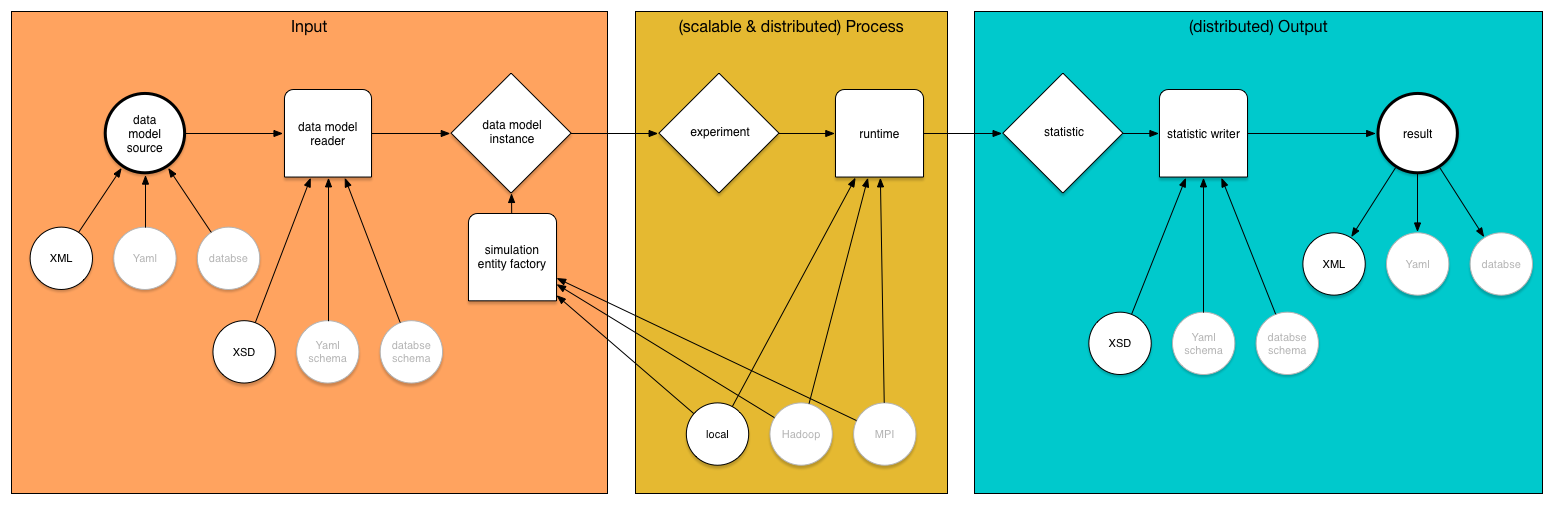 Input
data
model
source
data model
reader
data model
instance
simulation
entity factory
XML
Yaml
databse
XSD
Yaml
schema
databse
schema
(scalable & distributed) Process
experiment
runtime
local
Hadoop
MPI
(distributed) Output
statistic
statistic writer
result
XML
Yaml
databse
XSD
Yaml
schema
databse
schema